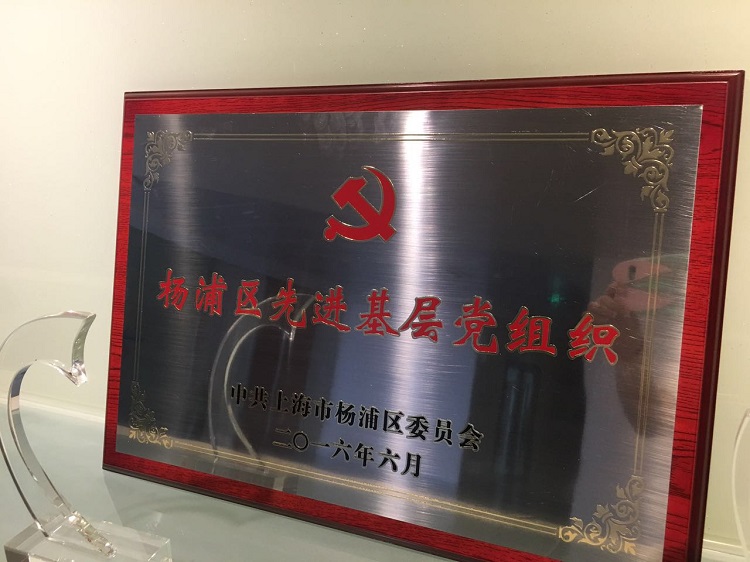 杨浦区先进基层党组织
中共上海市杨浦区委员会
二〇一六年六月